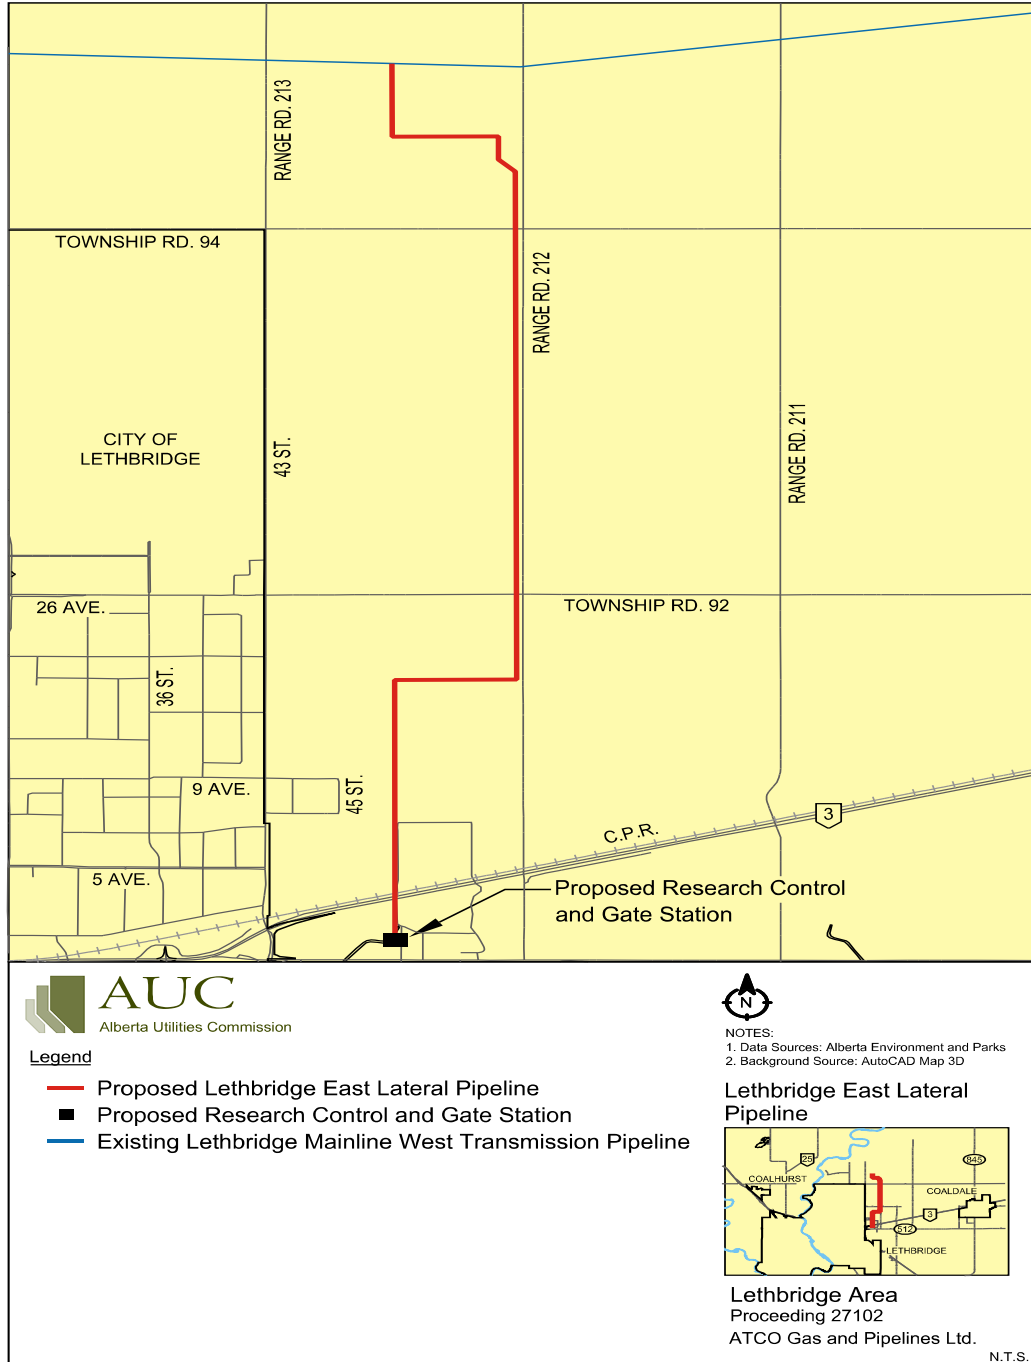 RANGE RD. 213
TOWNSHIP RD. 94
RANGE RD. 212
CITY OF
LETHBRIDGE
43 ST.
RANGE RD. 211
26 AVE.
TOWNSHIP RD. 92
36 ST.
9 AVE.
45 ST.
3
C.P.R.
5 AVE.
Proposed Research Control
and Gate Station
AUC
Alberta Utilities Commission
Legend
Proposed Lethbridge East Lateral Pipeline
Proposed Research Control and Gate Station
Existing Lethbridge Mainline West Transmission Pipeline
N
NOTES:
1. Data Sources: Alberta Environment and Parks
2. Background Source: AutoCAD Map 3D
Lethbridge East Lateral
Pipeline
25
845
COALHURST
COALDALE
3
512
LETHBRIDGE
Lethbridge Area
Proceeding 27102
ATCO Gas and Pipelines Ltd.
N.T.S.